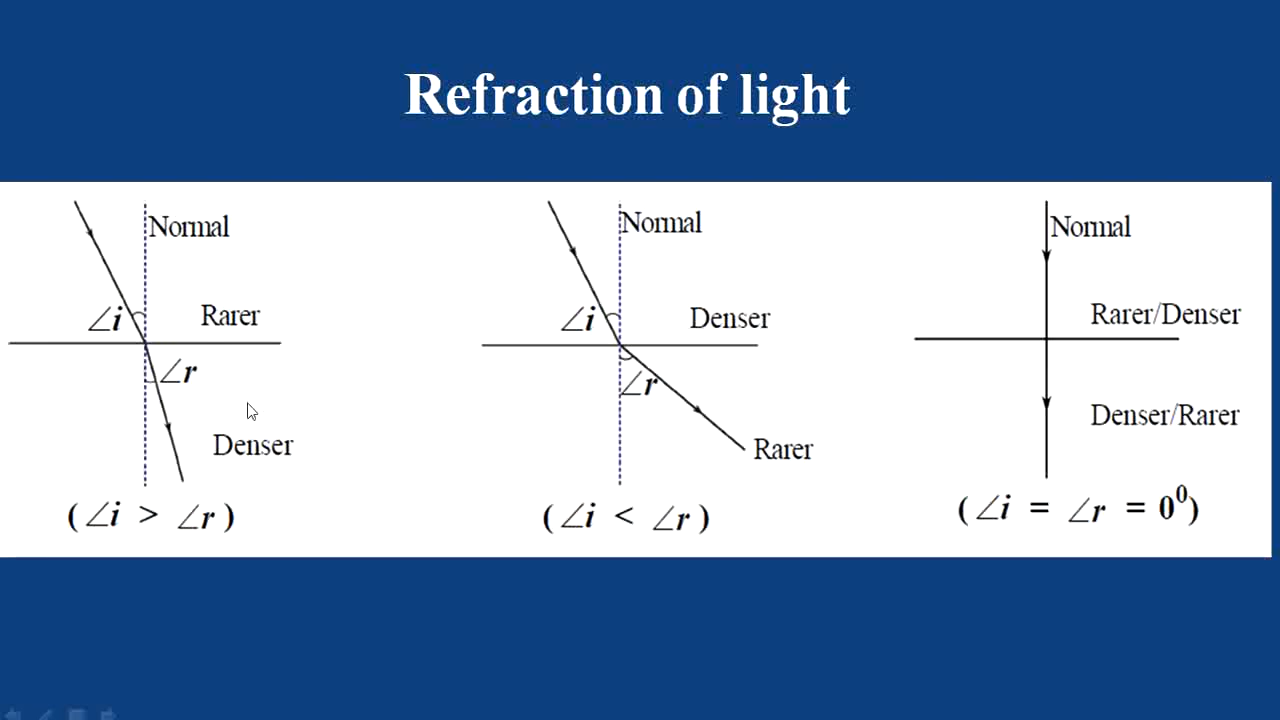 Refraction of light
Normal
∠i
Rarer
∠r
Denser
(∠i > ∠r)
Normal
∠i
Denser
∠r
Rarer
(∠i < ∠r)
Normal
Rarer/Denser
Denser/Rarer
(∠i = ∠r = 0⁰)